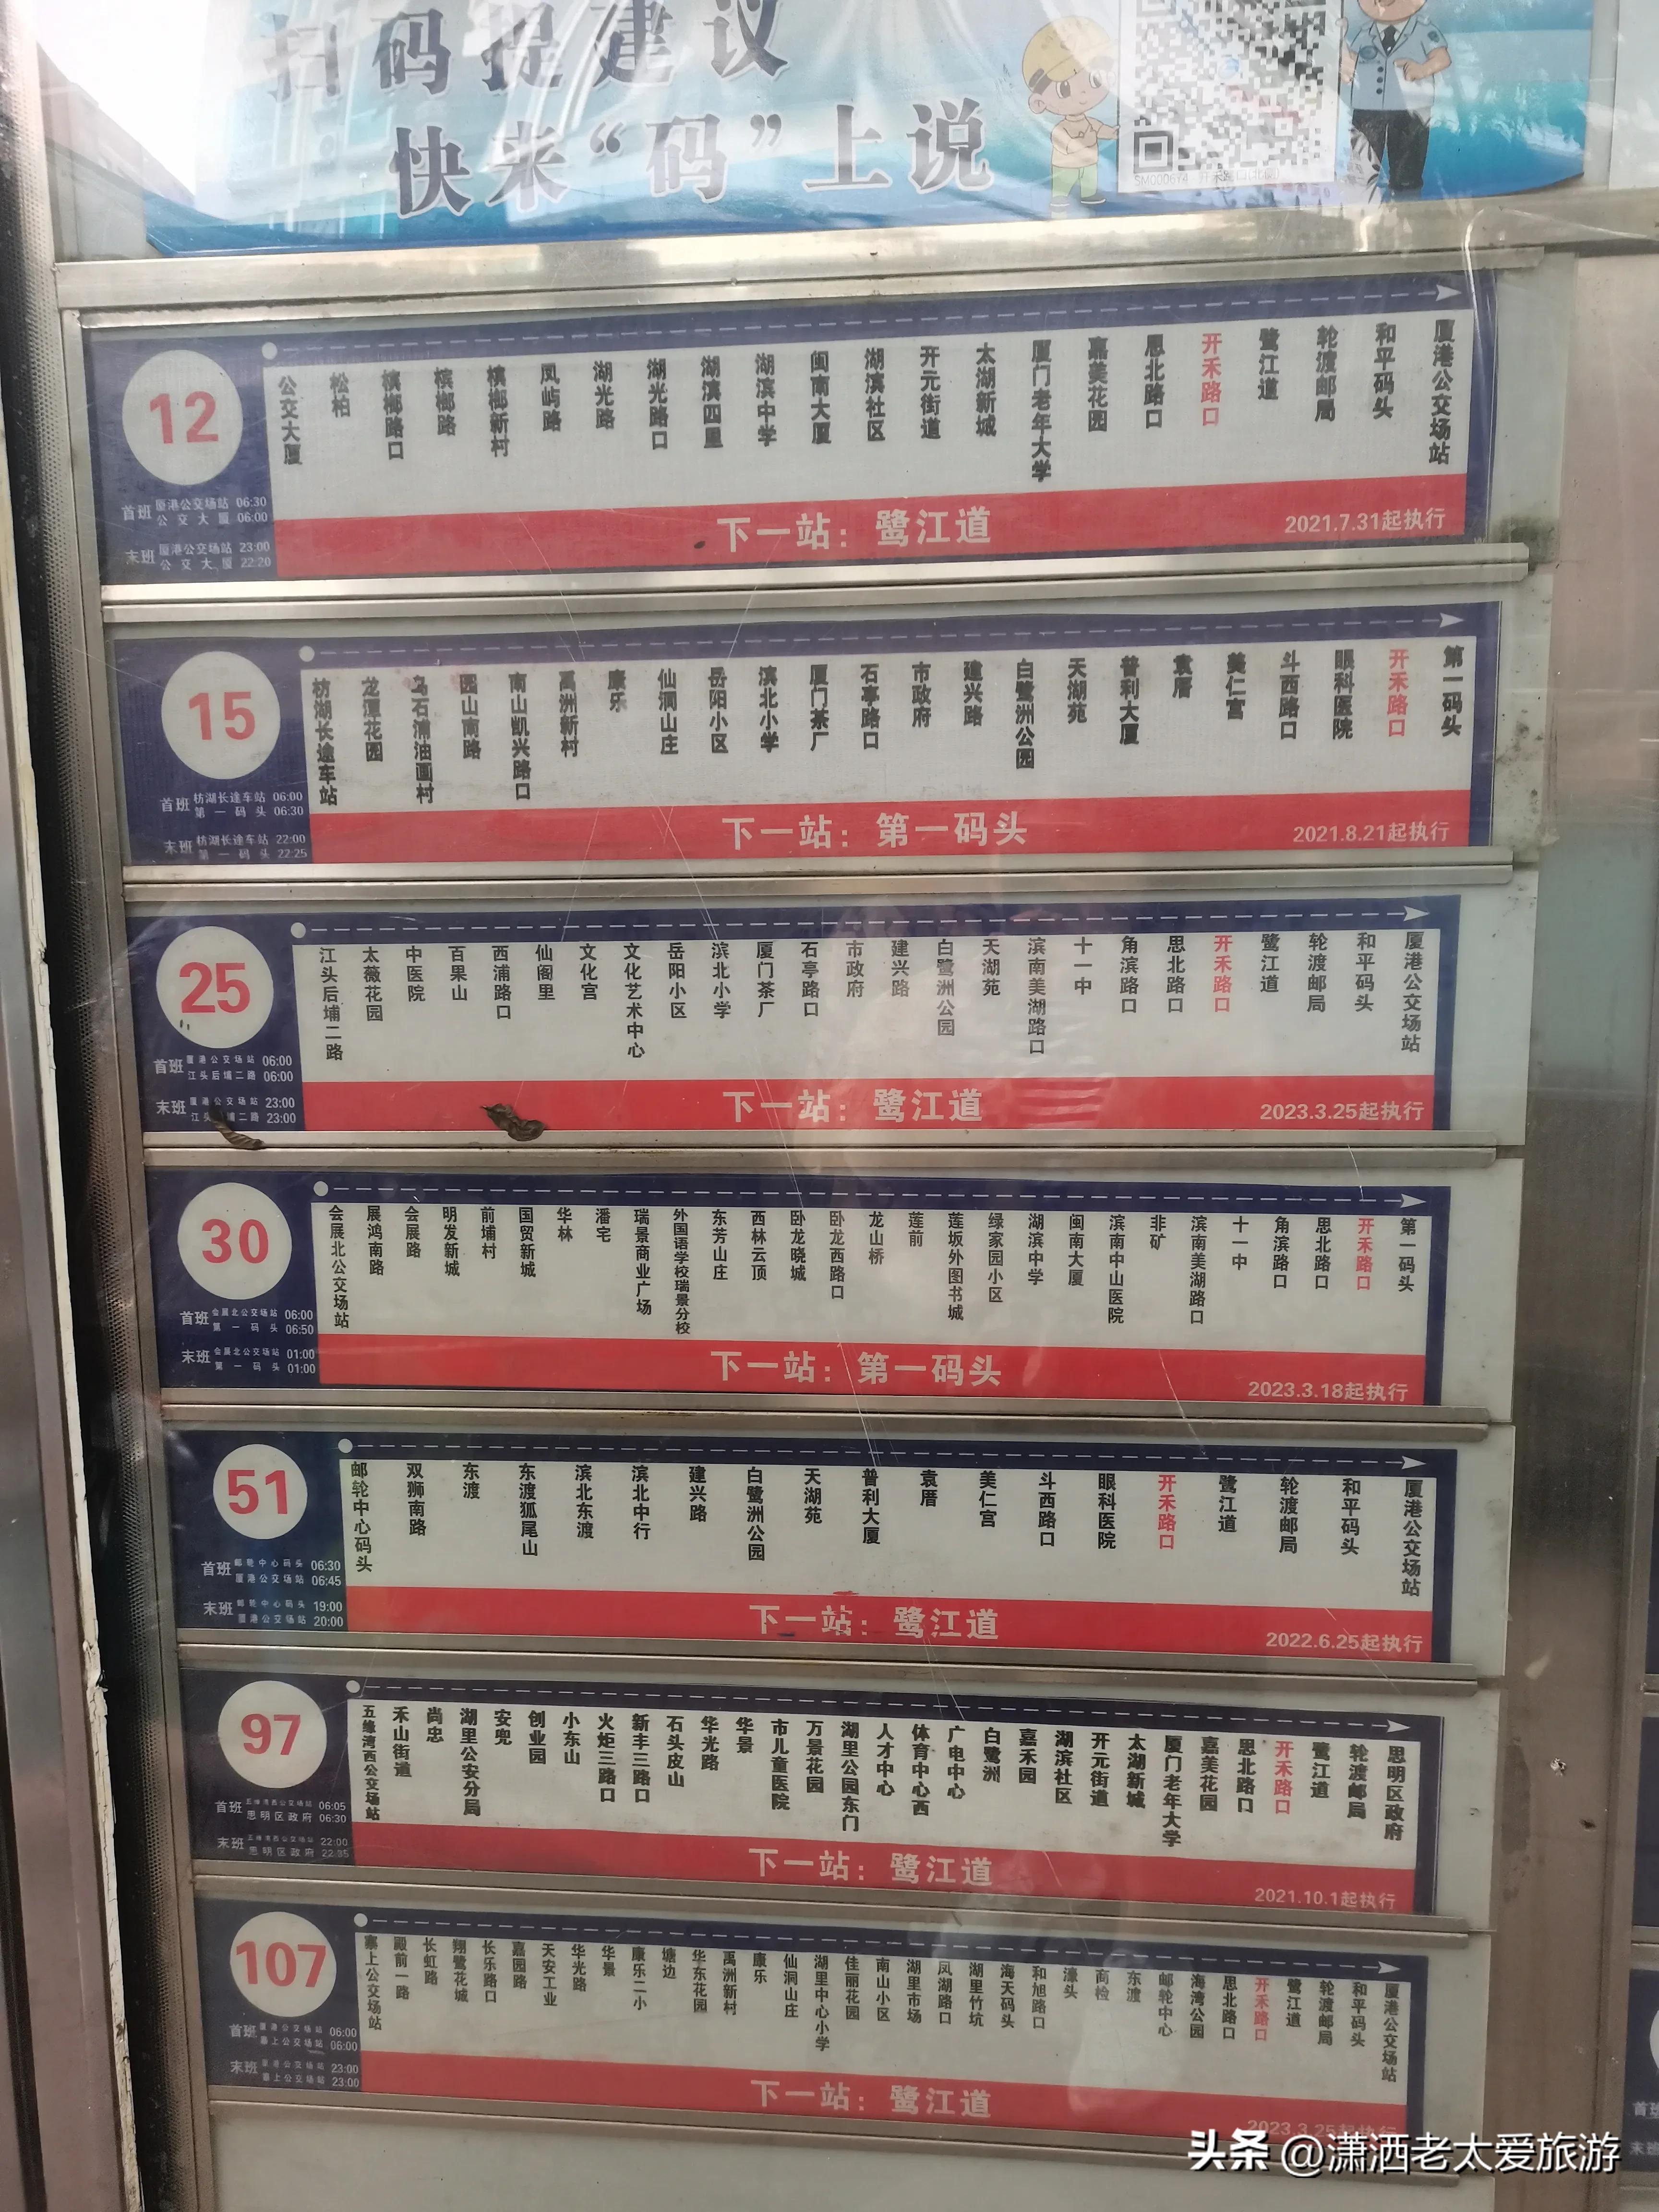 扫码提建议
快来“码”上说
12
首班 厦港公交场站 06:30
公交大厦 06:00
末班 厦港公交场站 23:00
公交大厦 22:20
公交大厦 松柏 槟榔路口 槟榔路 槟榔新村 凤屿路 湖光路 湖光路口 湖滨四里 湖滨中学 闽南大厦 湖滨社区 开元街道 太湖新城 厦门老年大学 嘉美花园 思北路口 开禾路口 鹭江道 轮渡邮局 和平码头 厦港公交场站
下一站：鹭江道
2021.7.31起执行
15
首班 枋湖长途车站 06:00
第一码头 06:30
末班 枋湖长途车站 22:00
第一码头 22:25
枋湖长途车站 龙潭花园 乌石浦油画村 园山南路 南山凯兴路口 禹洲新村 康乐 仙洞山庄 岳阳小区 滨北小学 厦门茶厂 石亭路口 市政府 建兴路 白鹭洲公园 天湖苑 普利大厦 袁厝 美仁宫 斗西路口 眼科医院 开禾路口 第一码头
下一站：第一码头
2021.8.21起执行
25
首班 厦港公交场站 06:00
江头后埔二路 06:00
末班 厦港公交场站 23:00
江头后埔二路 23:00
江头后埔二路 太薇花园 中医院 百果山 西浦路口 仙阁里 文化宫 文化艺术中心 岳阳小区 滨北小学 厦门茶厂 石亭路口 市政府 建兴路 白鹭洲公园 天湖苑 滨南美湖路口 十一中 角滨路口 思北路口 开禾路口 鹭江道 轮渡邮局 和平码头 厦港公交场站
下一站：鹭江道
2023.3.25起执行
30
首班 会展北公交场站 06:00
第一码头 06:50
末班 会展北公交场站 01:00
第一码头 01:00
会展北公交场站 展鸿南路 会展路 明发新城 前埔村 国贸新城 华林 潘宅 瑞景商业广场 外国语学校瑞景分校 东芳山庄 西林云顶 卧龙晓城 卧龙西路口 龙山桥 莲前 莲坂外图书城 绿家园小区 湖滨中学 闽南大厦 滨南中山医院 非矿 滨南美湖路口 十一中 角滨路口 思北路口 开禾路口 第一码头
下一站：第一码头
2023.3.18起执行
51
首班 邮轮中心码头 06:30
厦港公交场站 06:45
末班 邮轮中心码头 19:00
厦港公交场站 20:00
邮轮中心码头 双狮南路 东渡 东渡狐尾山 滨北东渡 滨北中行 建兴路 白鹭洲公园 天湖苑 普利大厦 袁厝 美仁宫 斗西路口 眼科医院 开禾路口 鹭江道 轮渡邮局 和平码头 厦港公交场站
下一站：鹭江道
2022.6.25起执行
97
首班 五缘湾西公交场站 06:05
思明区政府 06:30
末班 五缘湾西公交场站 22:00
思明区政府 22:35
五缘湾西公交场站 禾山街道 尚忠 湖里公安分局 安兜 创业园 小东山 火炬三路口 新丰三路口 石头皮山 华光路 华景 市儿童医院 万景花园 湖里公园东门 人才中心 体育中心西 广电中心 白鹭洲 嘉禾园 湖滨社区 开元街道 太湖新城 厦门老年大学 嘉美花园 思北路口 开禾路口 鹭江道 轮渡邮局 思明区政府
下一站：鹭江道
2021.10.1起执行
107
首班 厦港公交场站 06:00
寨上公交场站 06:00
末班 厦港公交场站 23:00
寨上公交场站 23:00
寨上公交场站 殿前一路 长虹路 翔鹭花城 长乐路口 嘉园路 天安工业 华光路 华景 康乐二小 塘边 华东花园 禹洲新村 康乐 仙洞山庄 湖里中心小学 佳丽花园 南山小区 湖里市场 凤湖路口 湖里竹坑 海天码头 和旭路口 濠头 商检 东渡 邮轮中心 海湾公园 思北路口 开禾路口 鹭江道 轮渡邮局 和平码头 厦港公交场站
下一站：鹭江道
2023.3.25起执行
首班
末班
头条 @潇洒老太爱旅游